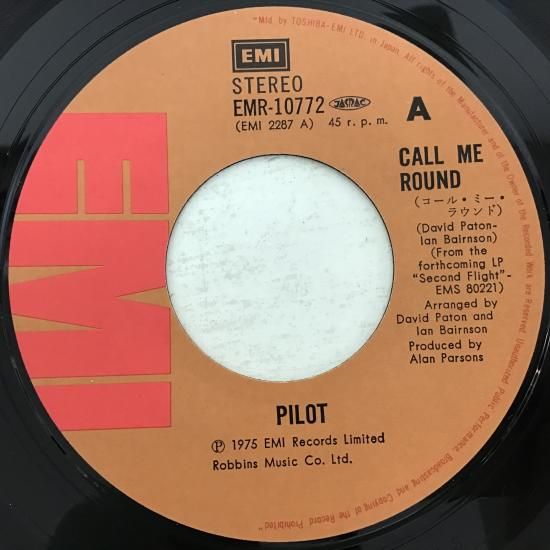 "Mfd. by TOSHIBA-EMI LTD. in Japan. All rights of the Manufacturer and of the Owner of the Recorded Work are Reserved. Unauthorized Public Performance, Broadcasting and Copying of the Record Prohibited"
EMI
STEREO
EMR-10772 JASRAC
(EMI 2287 A) 45 r.p.m.
A
CALL ME
ROUND
(コール・ミー・
ラウンド)
(David Paton-
Ian Bairnson)
(From the
forthcoming LP
"Second Flight"-
EMS 80221)
Arranged by
David Paton and
Ian Bairnson
Produced by
Alan Parsons
EMI
PILOT
Ⓟ 1975 EMI Records Limited
Robbins Music Co. Ltd.